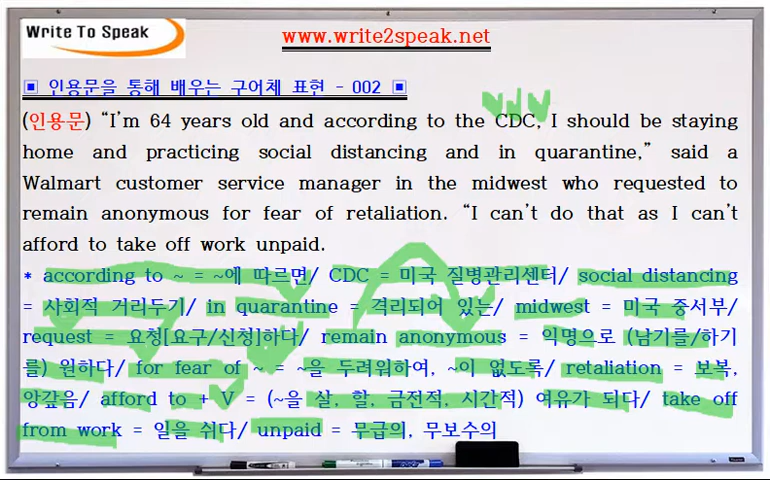 Write To Speak
www.write2speak.net
▣ 인용문을 통해 배우는 구어체 표현 - 002 ▣
(인용문) “I’m 64 years old and according to the CDC, I should be staying
home and practicing social distancing and in quarantine,” said a
Walmart customer service manager in the midwest who requested to
remain anonymous for fear of retaliation. “I can’t do that as I can’t
afford to take off work unpaid.
* according to ~ = ~에 따르면/ CDC = 미국 질병관리센터/ social distancing
= 사회적 거리두기/ in quarantine = 격리되어 있는/ midwest = 미국 중서부/
request = 요청[요구/신청]하다/ remain anonymous = 익명으로 (남기를/하기
를) 원하다/ for fear of ~ = ~을 두려워하여, ~이 없도록/ retaliation = 보복,
앙갚음/ afford to + V = (~을 살, 할, 금전적, 시간적) 여유가 되다/ take off
from work = 일을 쉬다/ unpaid = 무급의, 무보수의